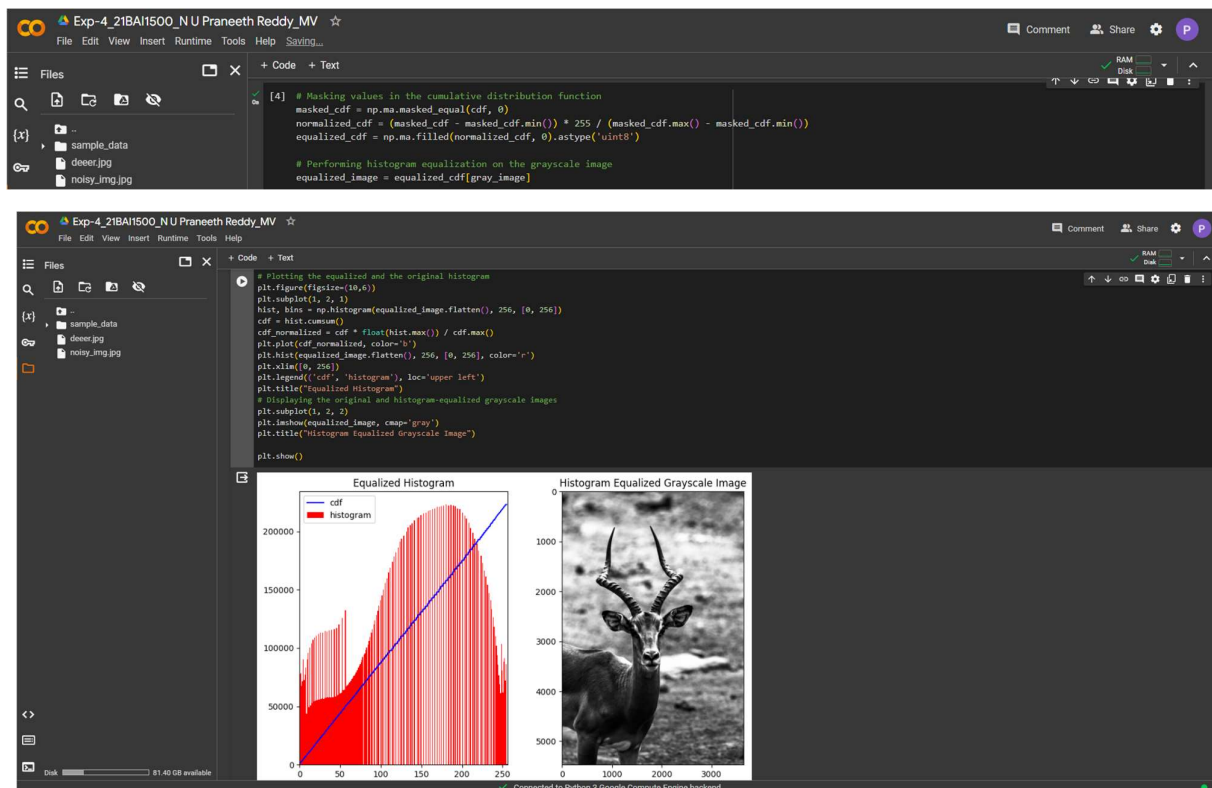 Exp-4_21BAI1500_N U Praneeth Reddy_MV
File Edit View Insert Runtime Tools Help Saving...
Comment Share P
Files
+ Code + Text
RAM
Disk
{x}
..
sample_data
deeer.jpg
noisy_img.jpg
0s
[4] # Masking values in the cumulative distribution function
masked_cdf = np.ma.masked_equal(cdf, 0)
normalized_cdf = (masked_cdf - masked_cdf.min()) * 255 / (masked_cdf.max() - masked_cdf.min())
equalized_cdf = np.ma.filled(normalized_cdf, 0).astype('uint8')
# Performing histogram equalization on the grayscale image
equalized_image = equalized_cdf[gray_image]
Exp-4_21BAI1500_N U Praneeth Reddy_MV
File Edit View Insert Runtime Tools Help
Comment Share P
Files
+ Code + Text
RAM
Disk
{x}
..
sample_data
deeer.jpg
noisy_img.jpg
# Plotting the equalized and the original histogram
plt.figure(figsize=(10,6))
plt.subplot(1, 2, 1)
hist, bins = np.histogram(equalized_image.flatten(), 256, [0, 256])
cdf = hist.cumsum()
cdf_normalized = cdf * float(hist.max()) / cdf.max()
plt.plot(cdf_normalized, color='b')
plt.hist(equalized_image.flatten(), 256, [0, 256], color='r')
plt.xlim([0, 256])
plt.legend(('cdf', 'histogram'), loc='upper left')
plt.title("Equalized Histogram")
# Displaying the original and histogram-equalized grayscale images
plt.subplot(1, 2, 2)
plt.imshow(equalized_image, cmap='gray')
plt.title("Histogram Equalized Grayscale Image")
plt.show()
Equalized Histogram
cdf
histogram
200000
150000
100000
50000
0
0 50 100 150 200 250
Histogram Equalized Grayscale Image
0
1000
2000
3000
4000
5000
0 1000 2000 3000
Disk 81.40 GB available
Connected to Python 3 Google Compute Engine backend